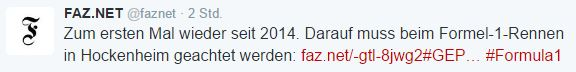 FAZ.NET @faznet · 2 Std.
Zum ersten Mal wieder seit 2014. Darauf muss beim Formel-1-Rennen
in Hockenheim geachtet werden: faz.net/-gtl-8jwg2#GEP… #Formula1